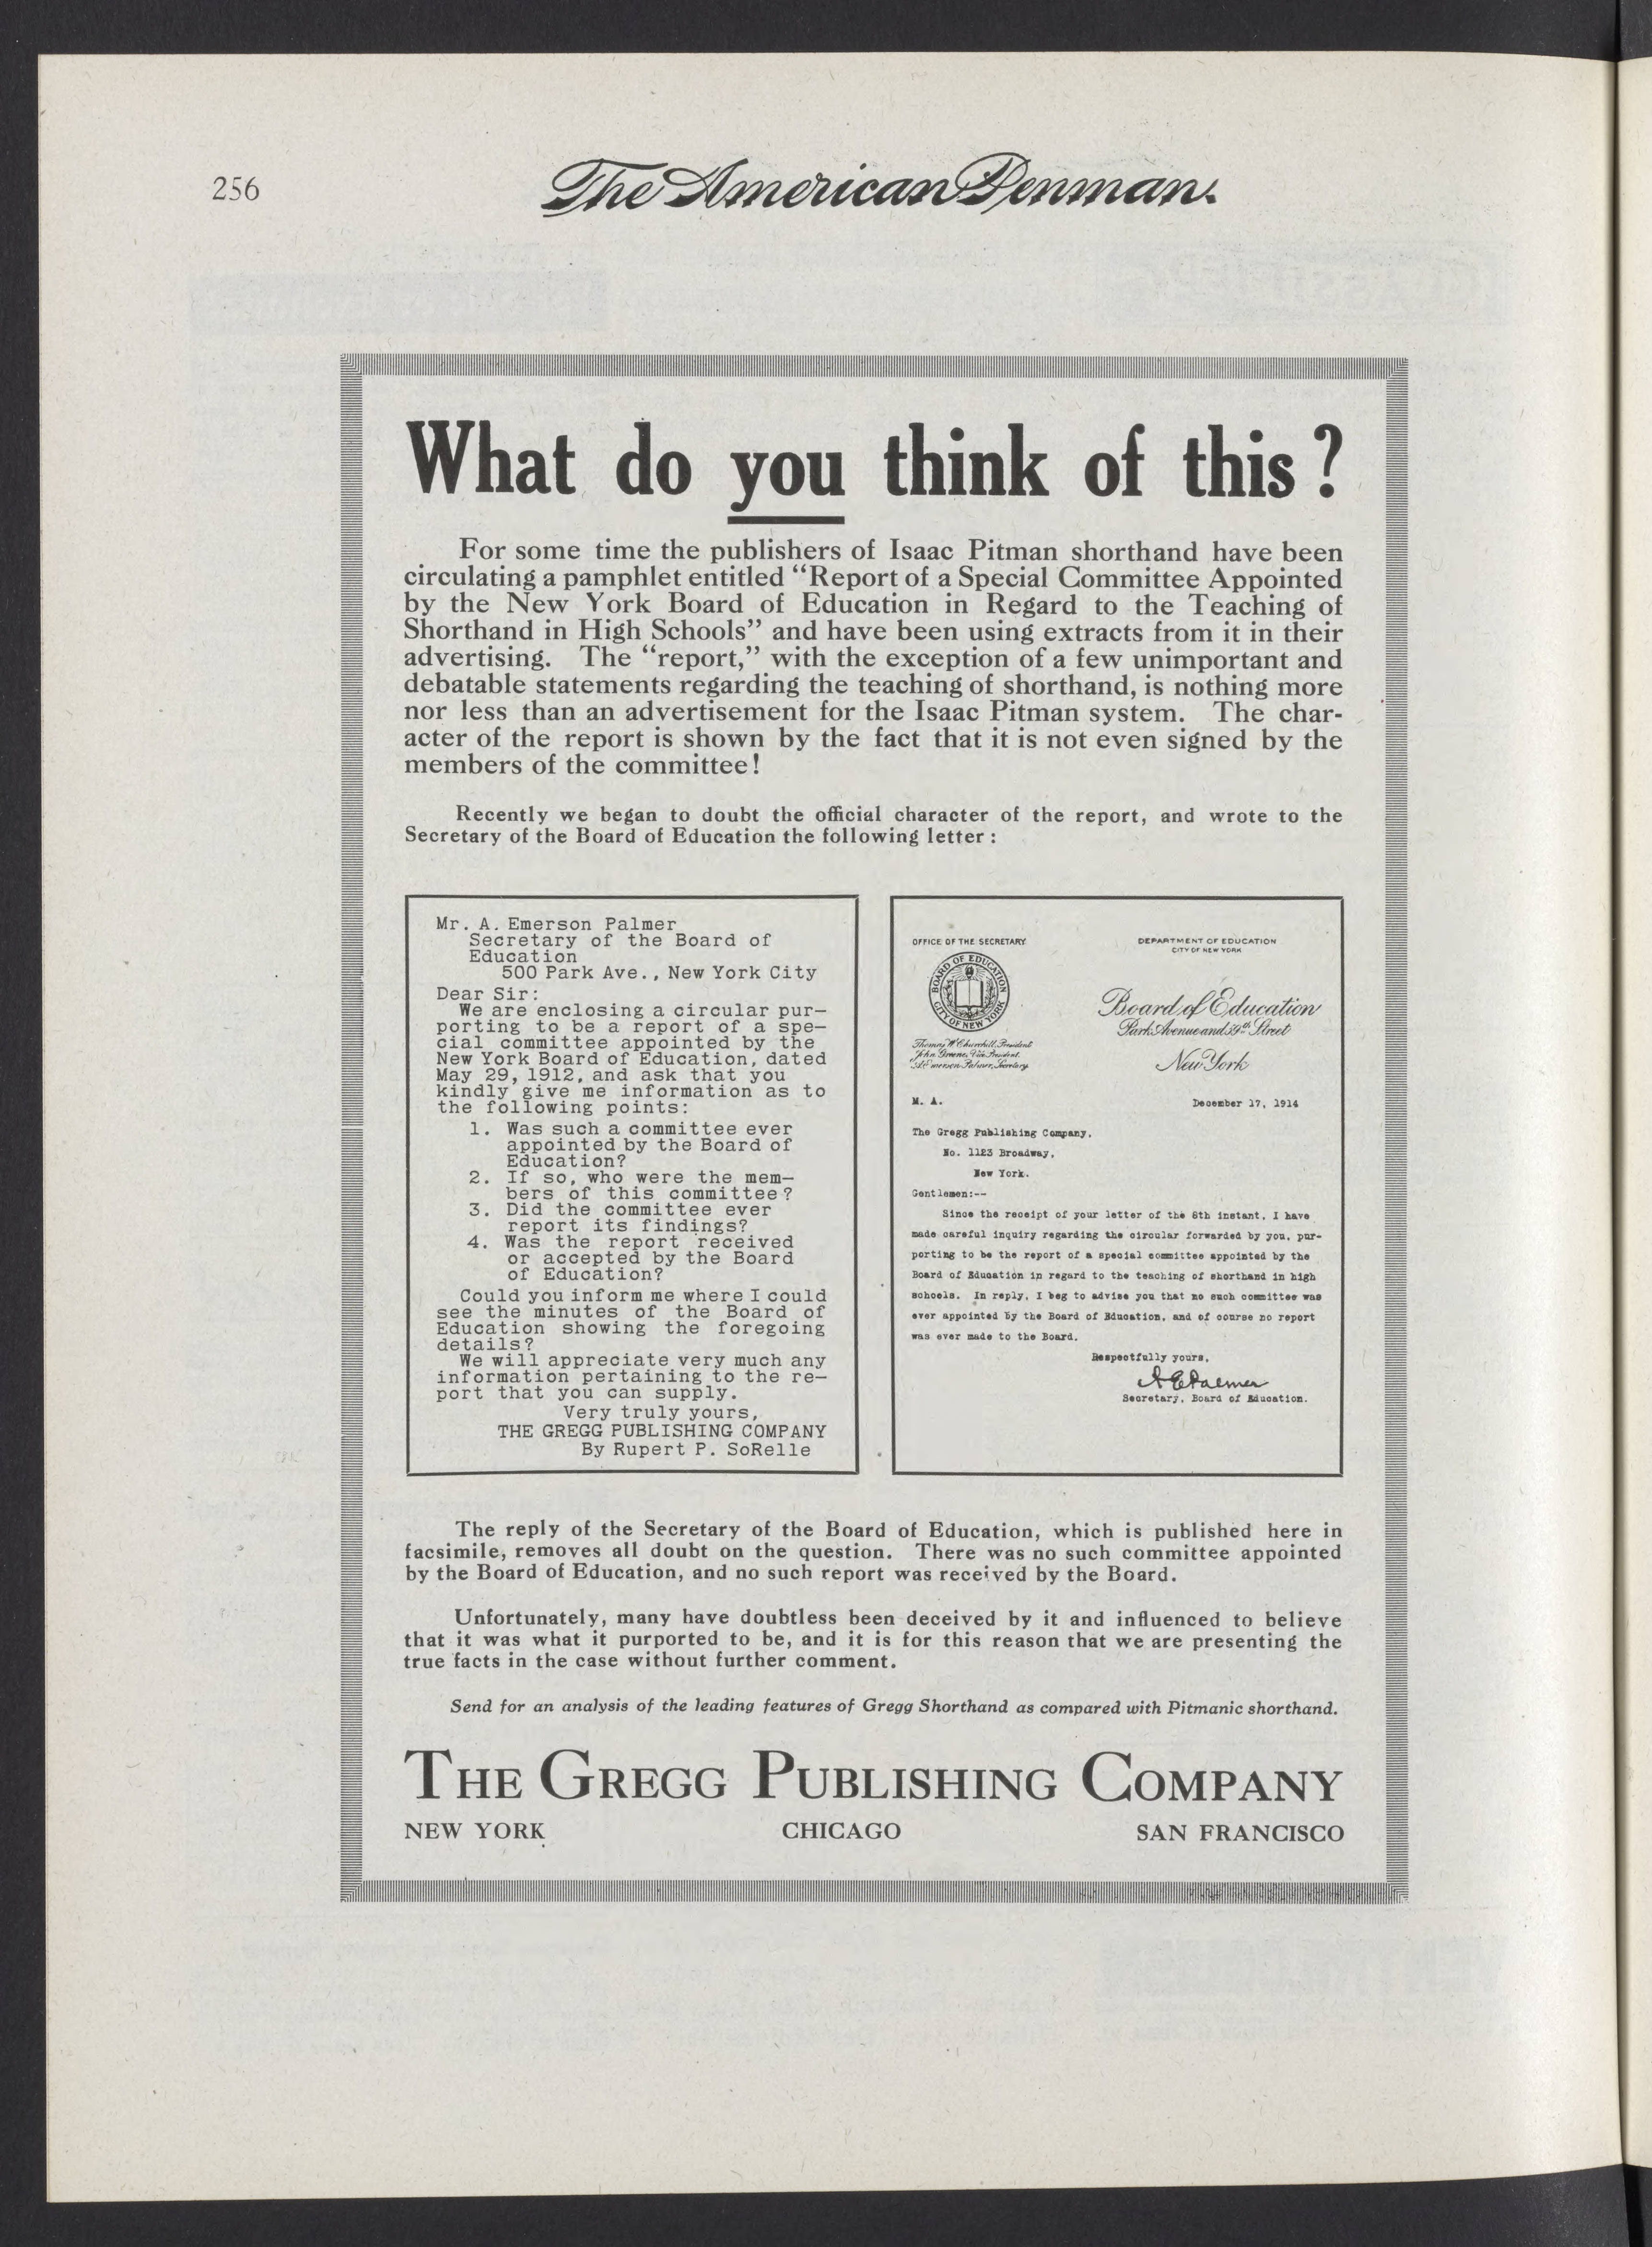 256
The American Penman.
What do you think of this?
For some time the publishers of Isaac Pitman shorthand have been
circulating a pamphlet entitled “Report of a Special Committee Appointed
by the New York Board of Education in Regard to the Teaching of
Shorthand in High Schools” and have been using extracts from it in their
advertising. The “report,” with the exception of a few unimportant and
debatable statements regarding the teaching of shorthand, is nothing more
nor less than an advertisement for the Isaac Pitman system. The char-
acter of the report is shown by the fact that it is not even signed by the
members of the committee!
Recently we began to doubt the official character of the report, and wrote to the
Secretary of the Board of Education the following letter:
Mr. A. Emerson Palmer
Secretary of the Board of
Education
500 Park Ave., New York City
Dear Sir:
We are enclosing a circular pur-
porting to be a report of a spe-
cial committee appointed by the
New York Board of Education, dated
May 29, 1912, and ask that you
kindly give me information as to
the following points:
1. Was such a committee ever
appointed by the Board of
Education?
2. If so, who were the mem-
bers of this committee?
3. Did the committee ever
report its findings?
4. Was the report received
or accepted by the Board
of Education?
Could you inform me where I could
see the minutes of the Board of
Education showing the foregoing
details?
We will appreciate very much any
information pertaining to the re-
port that you can supply.
Very truly yours,
THE GREGG PUBLISHING COMPANY
By Rupert P. SoRelle
OFFICE OF THE SECRETARY
DEPARTMENT OF EDUCATION
CITY OF NEW YORK
BOARD OF EDUCATION
CITY OF NEW YORK
Board of Education
Park Avenue and 59th Street
New York
Thomas W. Churchill, President
John Greene, Vice President.
A. Emerson Palmer, Secretary
M. A.
December 17, 1914
The Gregg Publishing Company,
No. 1123 Broadway,
New York.
Gentlemen:--
Since the receipt of your letter of the 8th instant, I have
made careful inquiry regarding the circular forwarded by you, pur-
porting to be the report of a special committee appointed by the
Board of Education in regard to the teaching of shorthand in high
schools. In reply, I beg to advise you that no such committee was
ever appointed by the Board of Education, and of course no report
was ever made to the Board.
Respectfully yours,
A E Palmer
Secretary, Board of Education.
The reply of the Secretary of the Board of Education, which is published here in
facsimile, removes all doubt on the question. There was no such committee appointed
by the Board of Education, and no such report was received by the Board.
Unfortunately, many have doubtless been deceived by it and influenced to believe
that it was what it purported to be, and it is for this reason that we are presenting the
true facts in the case without further comment.
Send for an analysis of the leading features of Gregg Shorthand as compared with Pitmanic shorthand.
THE GREGG PUBLISHING COMPANY
NEW YORK CHICAGO SAN FRANCISCO